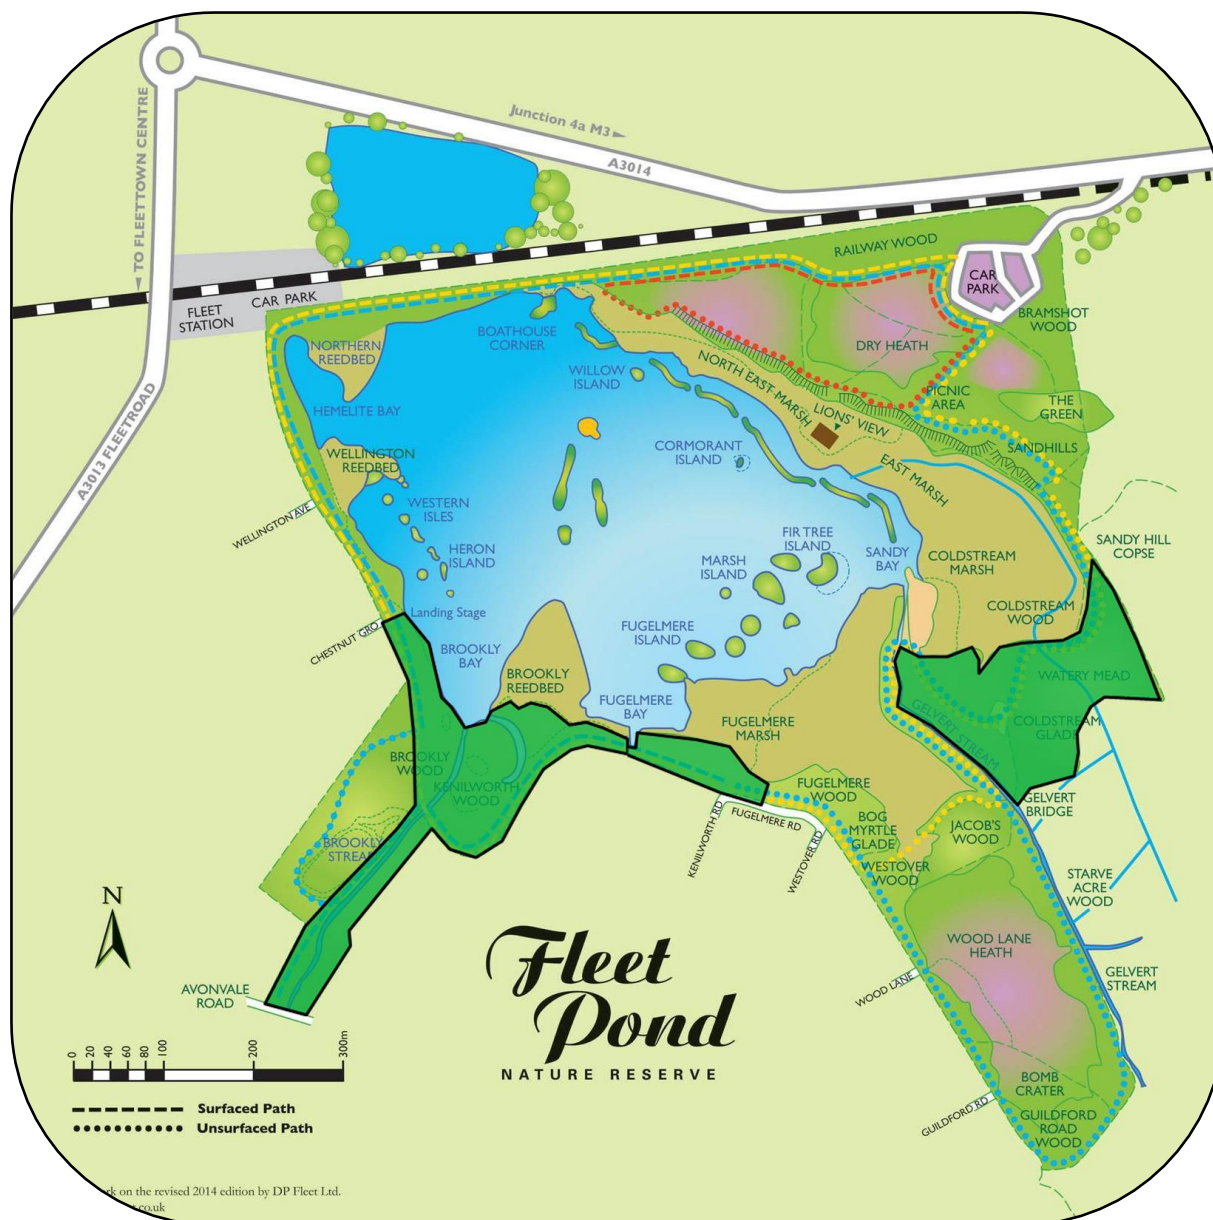 Junction 4a M3
A3014
TO FLEETTOWN CENTRE
RAILWAY WOOD
CAR
PARK
CAR PARK
FLEET
STATION
BRAMSHOT
WOOD
BOATHOUSE
CORNER
NORTHERN
REEDBED
DRY HEATH
NORTH EAST MARSH
WILLOW
ISLAND
PICNIC
AREA
THE
GREEN
HEMELITE BAY
LIONS' VIEW
A3013 FLEETROAD
CORMORANT
ISLAND
SANDHILLS
WELLINGTON
REEDBED
EAST MARSH
WESTERN
ISLES
WELLINGTON AVE
FIR TREE
ISLAND
SANDY HILL
COPSE
HERON
ISLAND
MARSH
ISLAND
SANDY
BAY
COLDSTREAM
MARSH
Landing Stage
COLDSTREAM
WOOD
CHESTNUT GRO
FUGELMERE
ISLAND
BROOKLY
BAY
BROOKLY
REEDBED
WATERY MEAD
FUGELMERE
BAY
FUGELMERE
MARSH
GELVERT STREAM
COLDSTREAM
GLADE
BROOKLY
WOOD
KENILWORTH
WOOD
FUGELMERE
WOOD
GELVERT
BRIDGE
KENILWORTH RD
FUGELMERE RD
WESTOVER RD
BOG
MYRTLE
GLADE
JACOB'S
WOOD
BROOKLY
STREAM
WESTOVER
WOOD
STARVE
ACRE
WOOD
N
WOOD LANE
HEATH
Fleet
Pond
NATURE RESERVE
WOOD LANE
GELVERT
STREAM
AVONVALE
ROAD
0 20 40 60 80 100 200 300m
BOMB
CRATER
GUILDFORD RD
GUILDFORD
ROAD
WOOD
Surfaced Path
Unsurfaced Path
on the revised 2014 edition by DP Fleet Ltd.
.co.uk